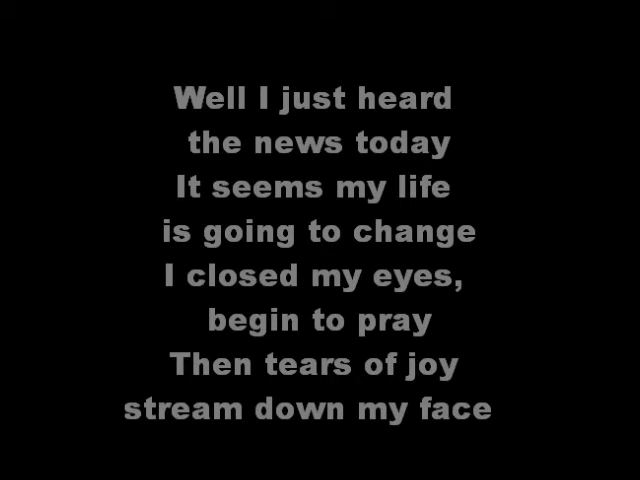 Well I just heard
the news today
It seems my life
is going to change
I closed my eyes,
begin to pray
Then tears of joy
stream down my face